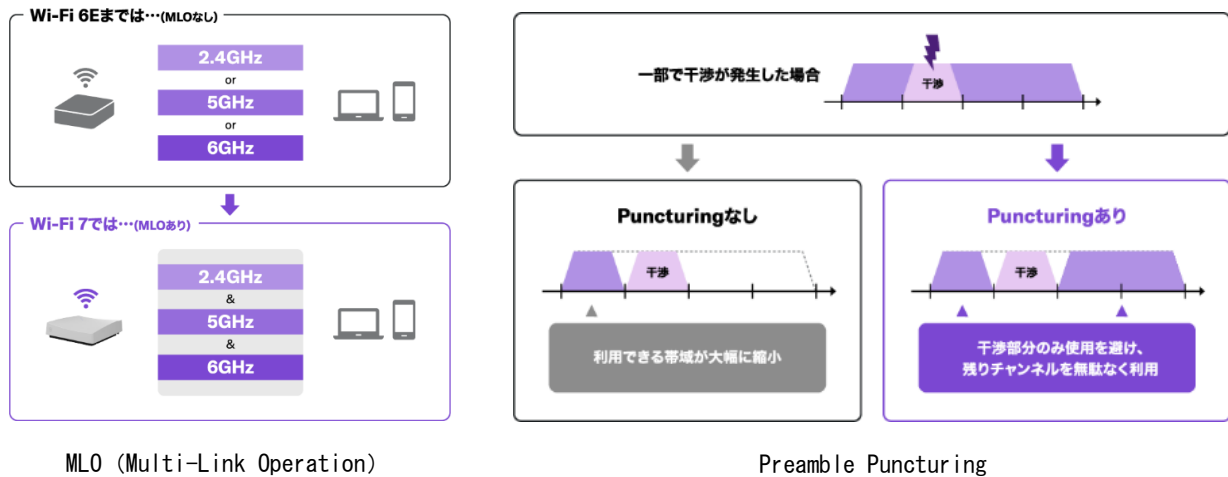 Wi-Fi 6Eまでは…(MLOなし)
2.4GHz
or
5GHz
or
6GHz
Wi-Fi 7では…(MLOあり)
2.4GHz
&
5GHz
&
6GHz
MLO (Multi-Link Operation)
一部で干渉が発生した場合
干渉
Puncturingなし
干渉
利用できる帯域が大幅に縮小
Puncturingあり
干渉
干渉部分のみ使用を避け、
残りチャンネルを無駄なく利用
Preamble Puncturing